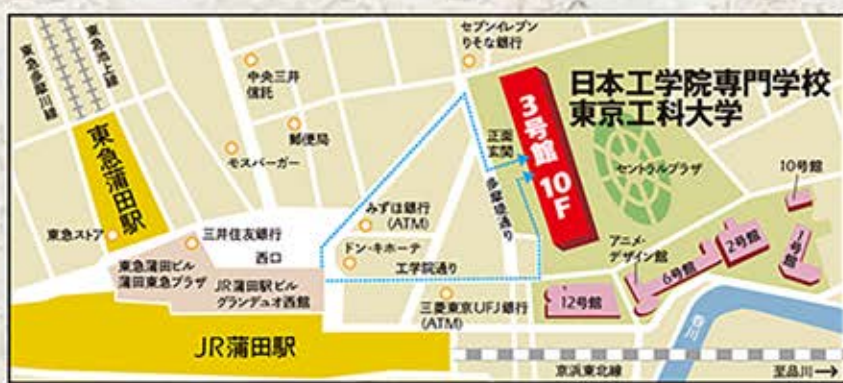 東急多摩川線
東急池上線
東急蒲田駅
中央三井
信託
郵便局
モスバーガー
セブンイレブン
りそな銀行
日本工学院専門学校
東京工科大学
3号館 10F
正面
玄関
セントラルプラザ
多摩堤通り
10号館
1号館
2号館
6号館
アニメ・
デザイン館
12号館
みずほ銀行
(ATM)
ドン・キホーテ
工学院通り
東急ストア
三井住友銀行
西口
東急蒲田ビル
蒲田東急プラザ
JR蒲田駅ビル
グランデュオ西館
三菱東京UFJ銀行
(ATM)
呑川
JR蒲田駅
京浜東北線
至品川→